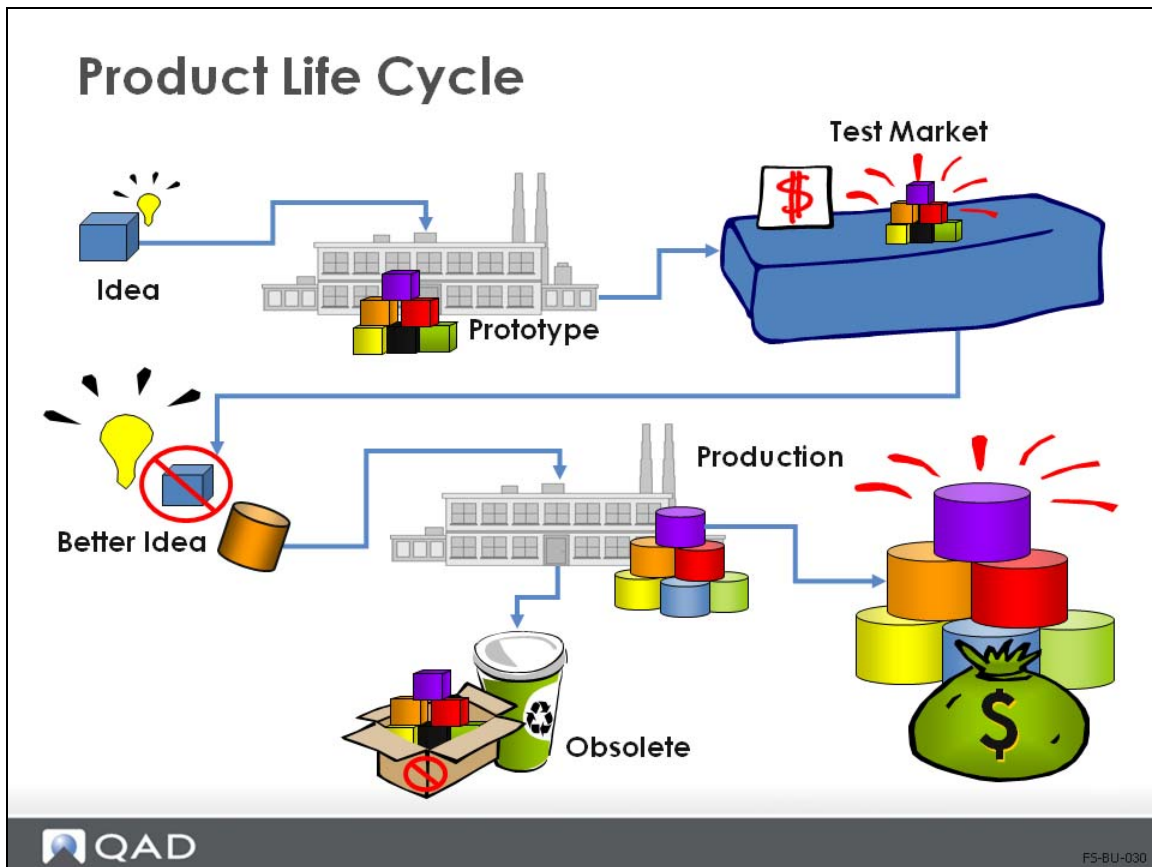 Product Life Cycle
Test Market
$
Idea
Prototype
Production
Better Idea
$
Obsolete
QAD
FS-BU-030